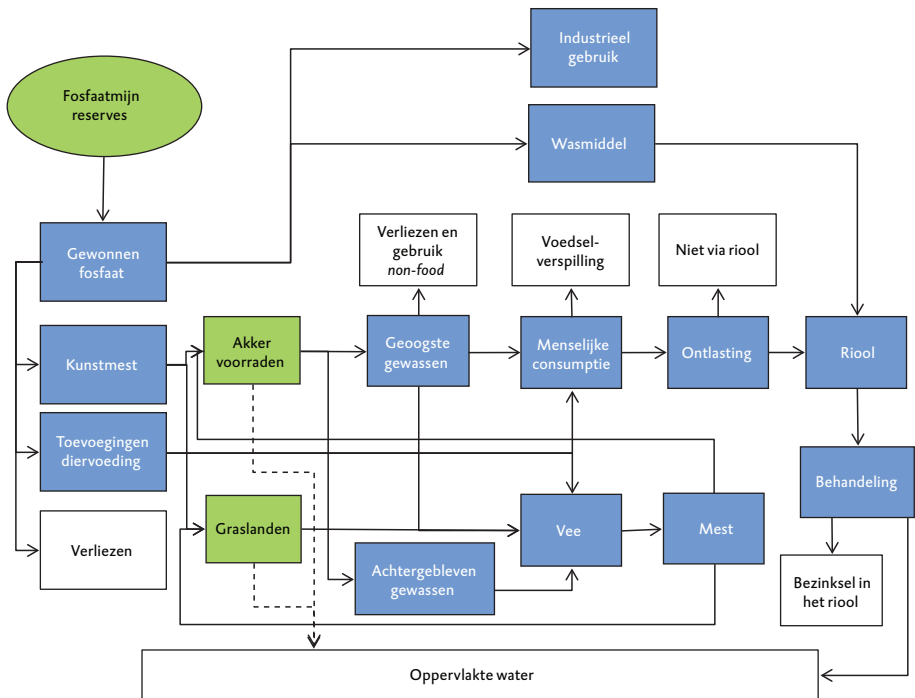 Industrieel
gebruik
Fosfaatmijn
reserves
Wasmiddel
Gewonnen
fosfaat
Verliezen en
gebruik
non-food
Voedsel-
verspilling
Niet via riool
Kunstmest
Akker
voorraden
Geoogste
gewassen
Menselijke
consumptie
Ontlasting
Riool
Toevoegingen
diervoeding
Behandeling
Verliezen
Graslanden
Vee
Mest
Achtergebleven
gewassen
Bezinksel in
het riool
Oppervlakte water